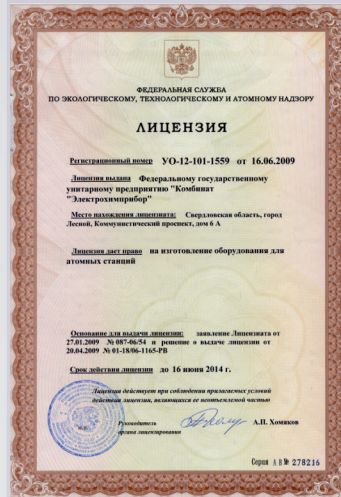 ФЕДЕРАЛЬНАЯ СЛУЖБА
ПО ЭКОЛОГИЧЕСКОМУ, ТЕХНОЛОГИЧЕСКОМУ И АТОМНОМУ НАДЗОРУ
ЛИЦЕНЗИЯ
Регистрационный номер УО-12-101-1559 от 16.06.2009
Лицензия выдана Федеральному государственному
унитарному предприятию "Комбинат
"Электрохимприбор"
Место нахождения лицензиата: Свердловская область, город
Лесной, Коммунистический проспект, дом 6 А
Лицензия дает право на изготовление оборудования для
атомных станций
Основание для выдачи лицензии: заявление Лицензиата от
27.01.2009 № 087-06/54 и решение о выдаче лицензии от
20.04.2009 № 01-18/06-1165-РВ
Срок действия лицензии до 16 июня 2014 г.
Лицензия действует при соблюдении прилагаемых условий
действия лицензии, являющихся ее неотъемлемой частью
Руководитель
органа лицензирования
А.П. Хомяков
Серия А В № 278216